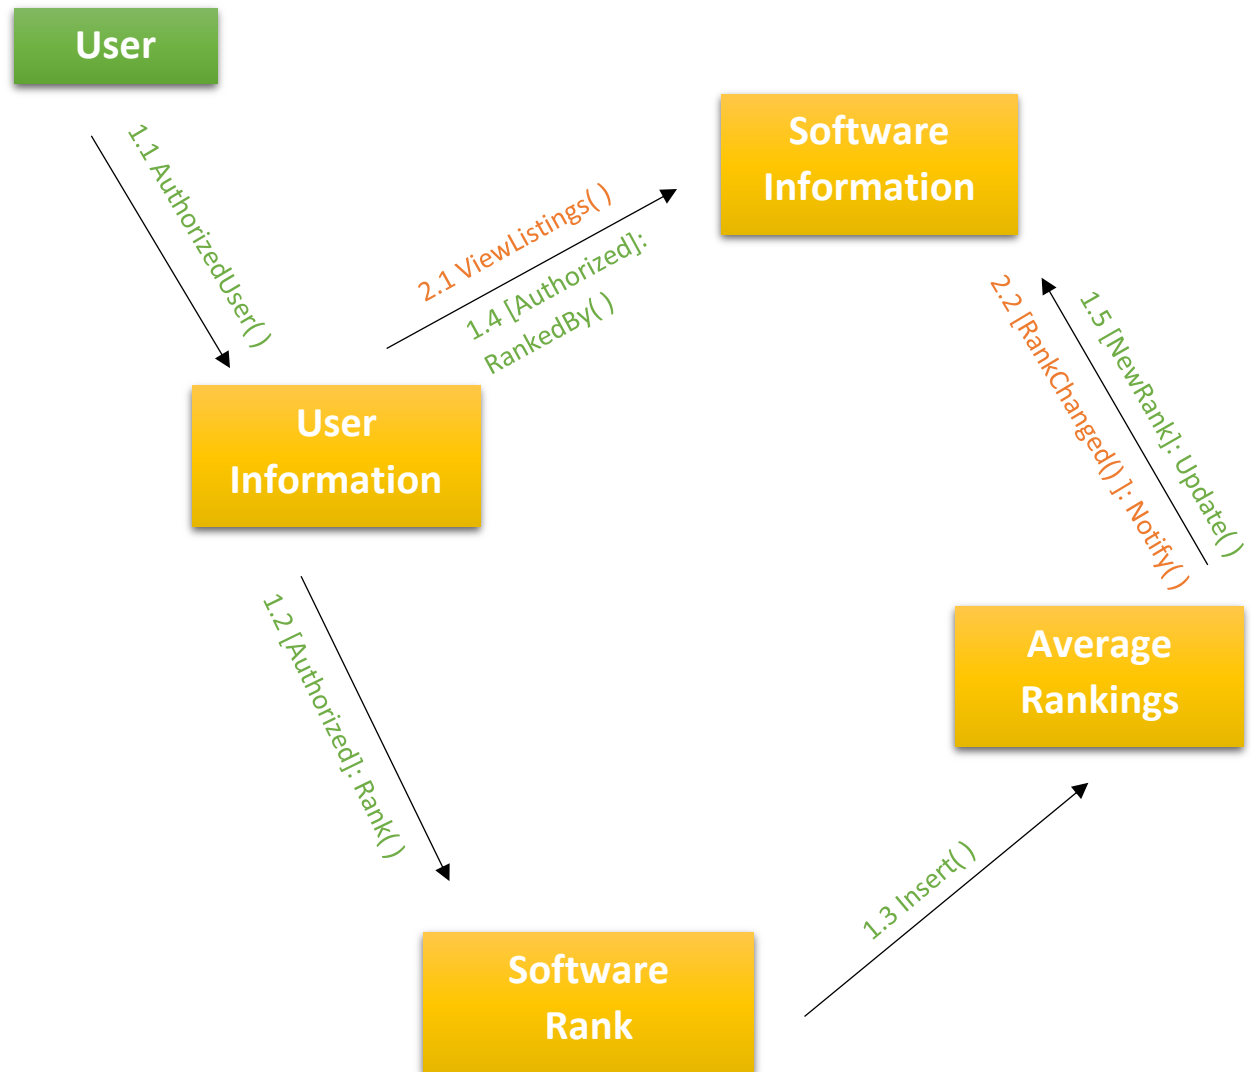 User
1.1 AuthorizedUser( )
Software
Information
2.1 ViewListings( )
1.4 [Authorized]:
RankedBy( )
2.2 [RankChanged() ]: Notify( )
1.5 [NewRank]: Update( )
User
Information
1.2 [Authorized]: Rank( )
Average
Rankings
1.3 Insert( )
Software
Rank